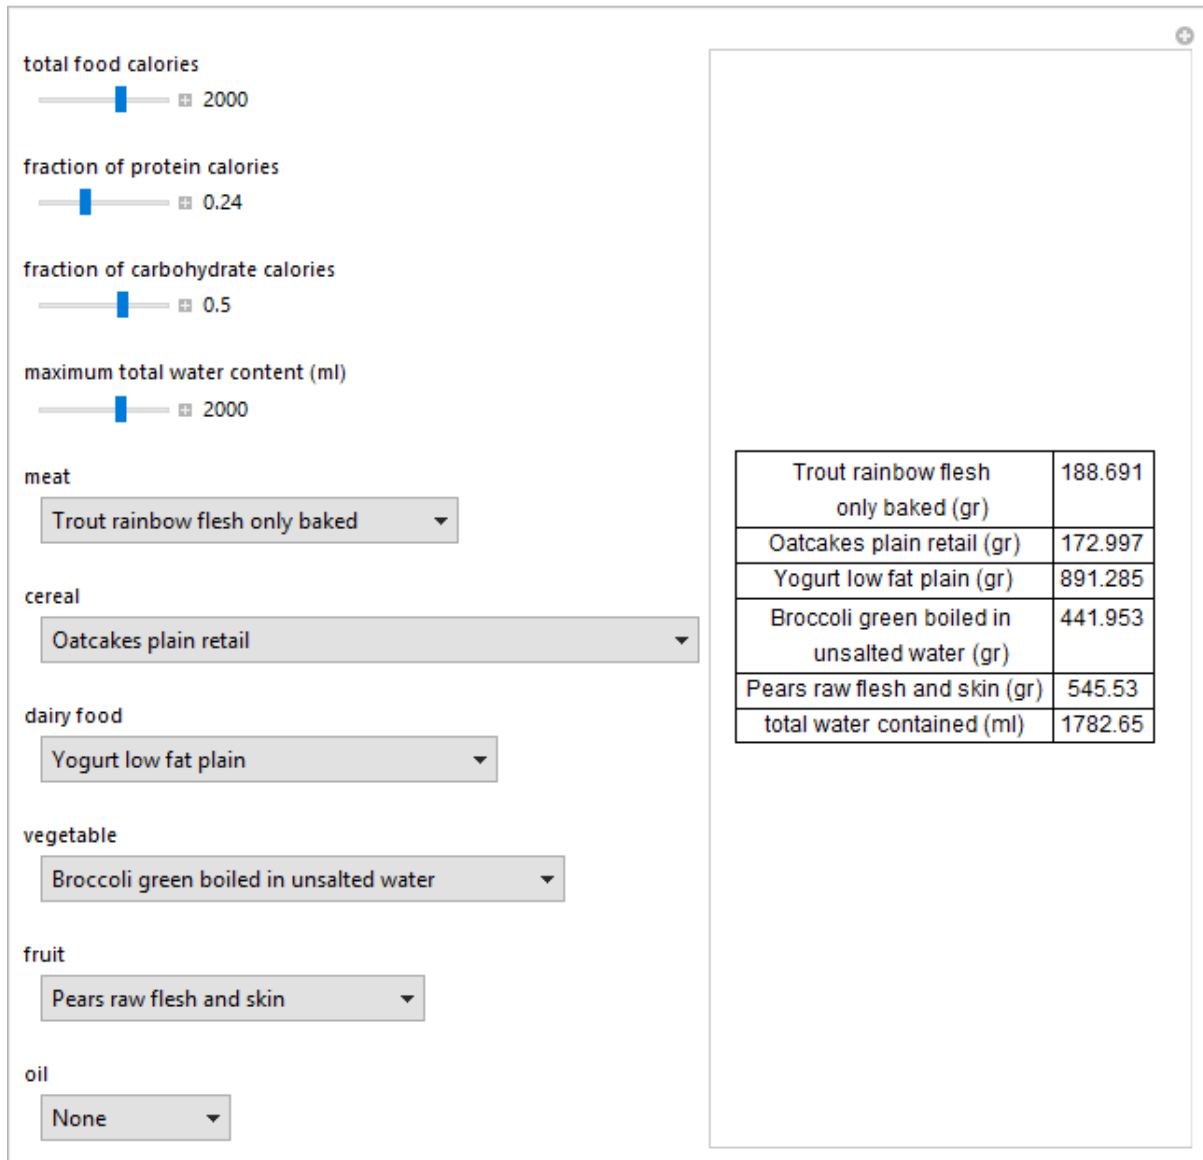 total food calories
2000
fraction of protein calories
0.24
fraction of carbohydrate calories
0.5
maximum total water content (ml)
2000
meat
Trout rainbow flesh only baked
cereal
Oatcakes plain retail
dairy food
Yogurt low fat plain
vegetable
Broccoli green boiled in unsalted water
fruit
Pears raw flesh and skin
oil
None
Trout rainbow flesh 188.691
only baked (gr)
Oatcakes plain retail (gr) 172.997
Yogurt low fat plain (gr) 891.285
Broccoli green boiled in 441.953
unsalted water (gr)
Pears raw flesh and skin (gr) 545.53
total water contained (ml) 1782.65